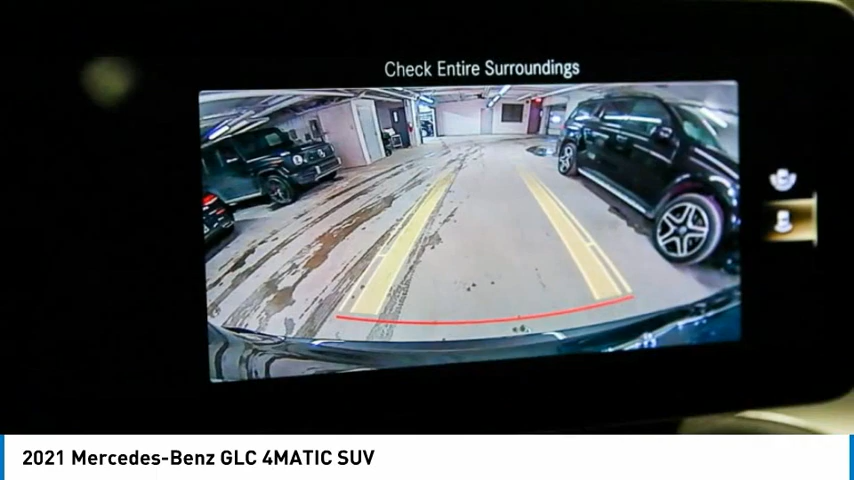 Check Entire Surroundings
2021 Mercedes-Benz GLC 4MATIC SUV